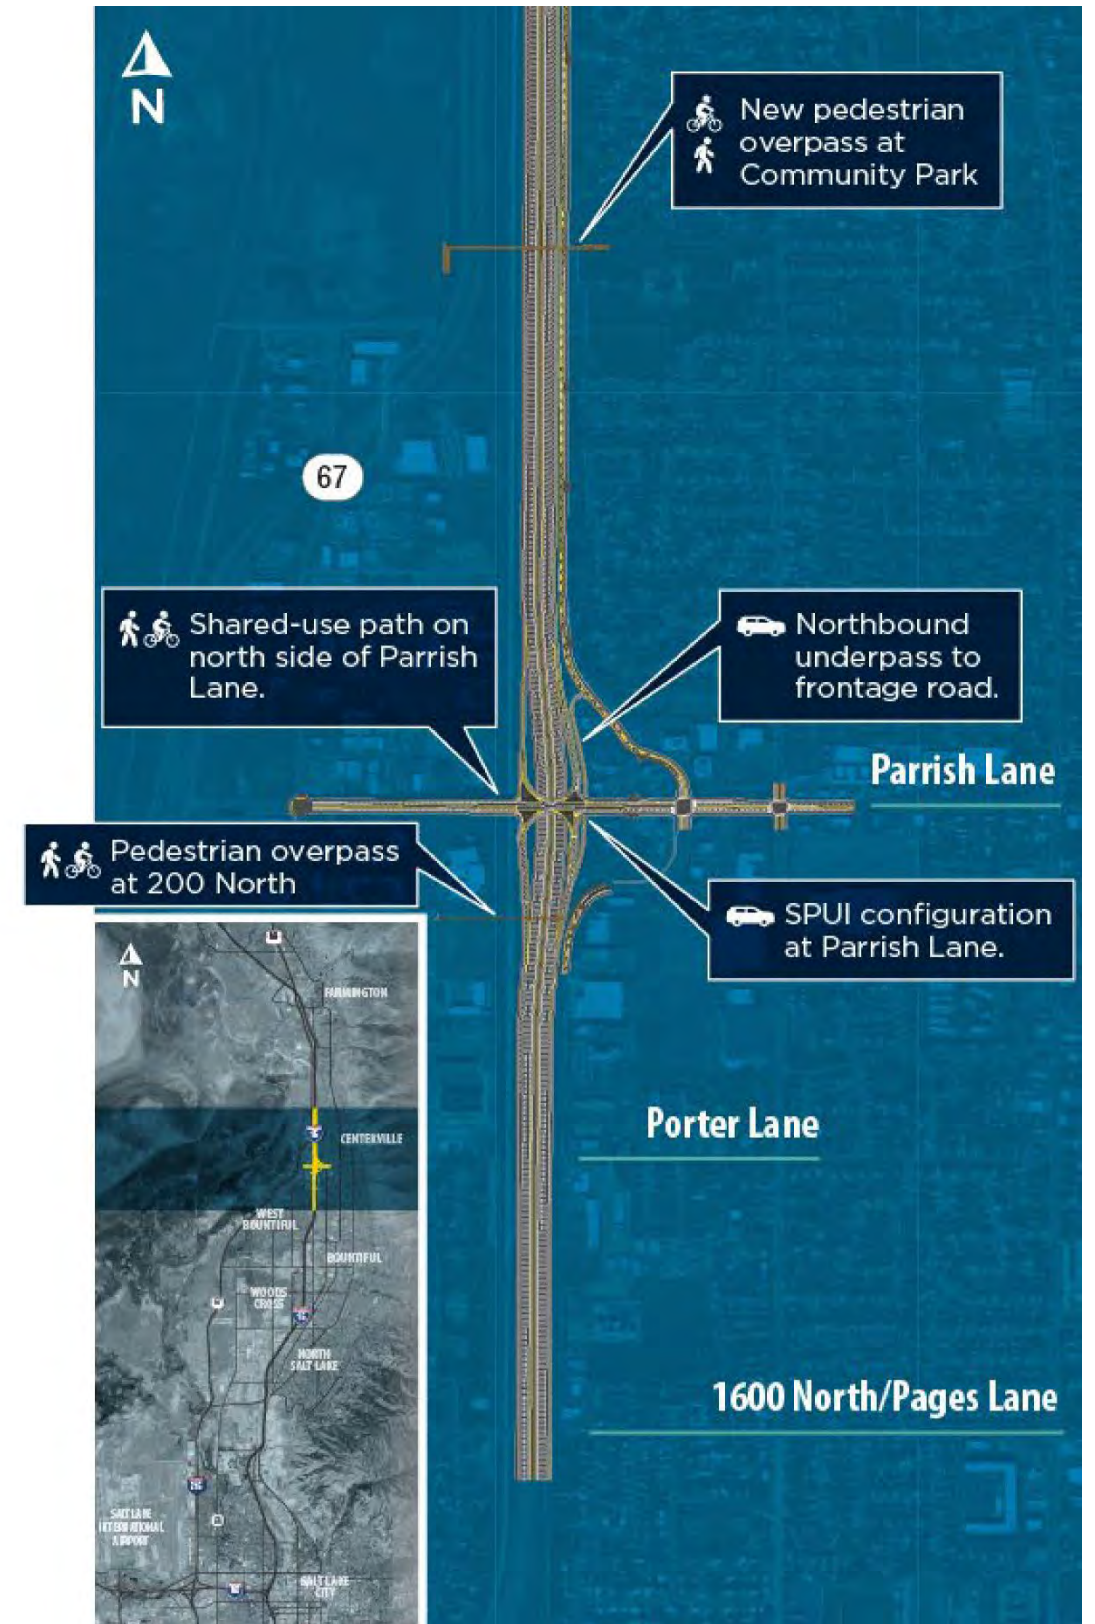 N
New pedestrian
overpass at
Community Park
67
Shared-use path on
north side of Parrish
Lane.
Northbound
underpass to
frontage road.
Parrish Lane
Pedestrian overpass
at 200 North
SPUI configuration
at Parrish Lane.
N
FARMINGTON
CENTERVILLE
WEST
BOUNTIFUL
BOUNTIFUL
WOODS
CROSS
NORTH
SALT LAKE
SALT LAKE
INTERNATIONAL
AIRPORT
SALT LAKE
CITY
Porter Lane
1600 North/Pages Lane